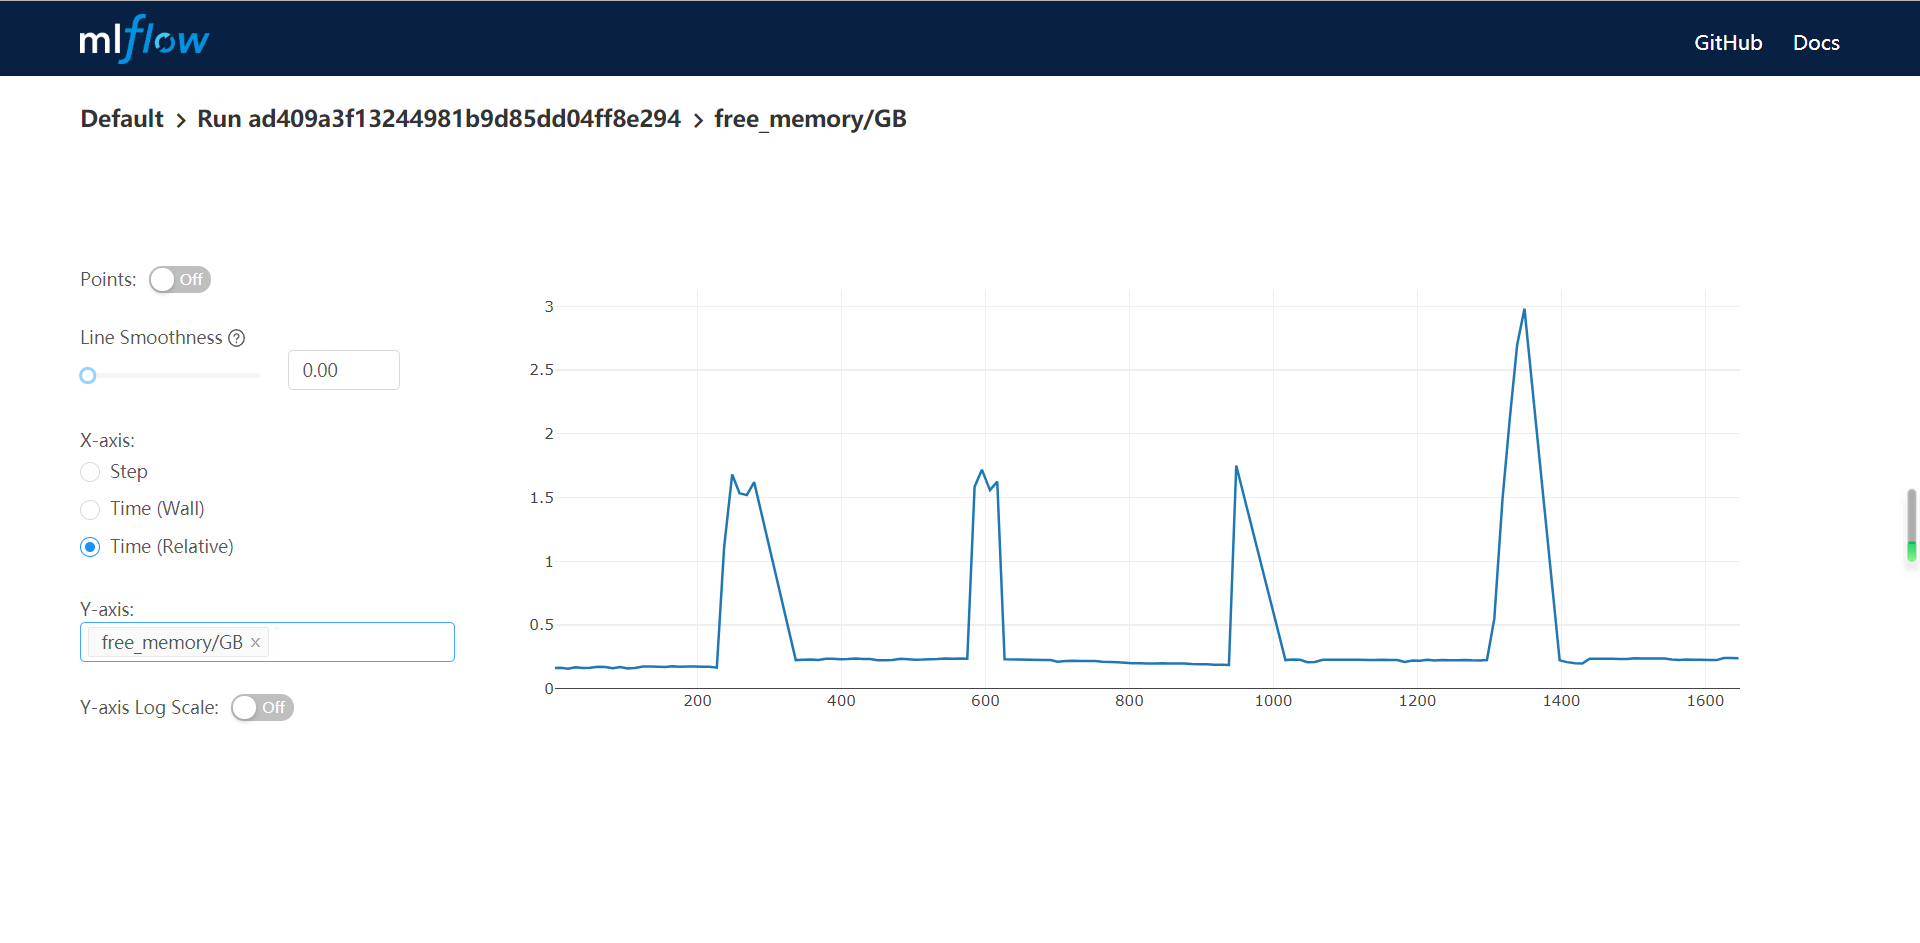 mlflow GitHub Docs
Default > Run ad409a3f13244981b9d85dd04ff8e294 > free_memory/GB
Points: Off
Line Smoothness ?
0.00
X-axis:
Step
Time (Wall)
Time (Relative)
Y-axis:
free_memory/GB ×
Y-axis Log Scale: Off
3
2.5
2
1.5
1
0.5
0
200 400 600 800 1000 1200 1400 1600